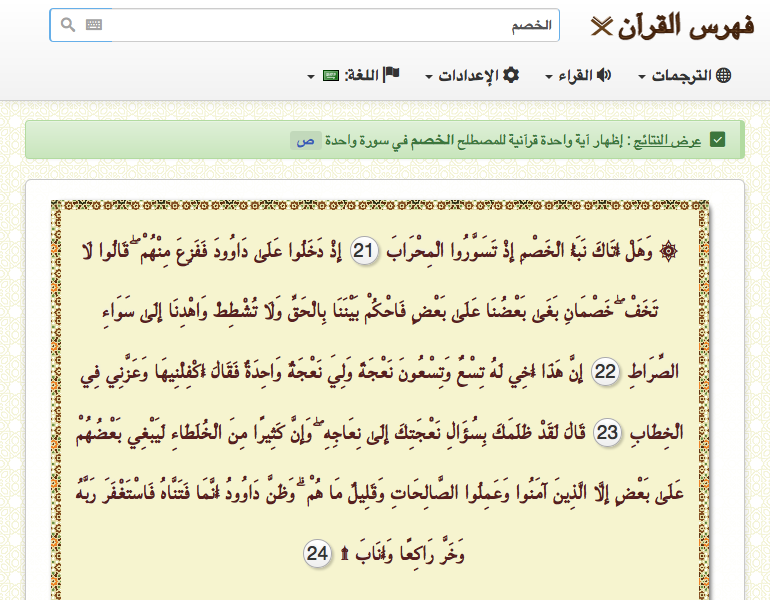 فهرس القرآن
الخصم
الترجمات القراء الإعدادات اللغة:
عرض النتائج : إظهار آية واحدة قرآنية للمصطلح الخصم في سورة واحدة ص
۞ وَهَلْ أَتَاكَ نَبَأُ الْخَصْمِ إِذْ تَسَوَّرُوا الْمِحْرَابَ 21 إِذْ دَخَلُوا عَلَىٰ دَاوُودَ فَفَزِعَ مِنْهُمْ ۖ قَالُوا لَا
تَخَفْ ۖ خَصْمَانِ بَغَىٰ بَعْضُنَا عَلَىٰ بَعْضٍ فَاحْكُمْ بَيْنَنَا بِالْحَقِّ وَلَا تُشْطِطْ وَاهْدِنَا إِلَىٰ سَوَاءِ
الصِّرَاطِ 22 إِنَّ هَٰذَا أَخِي لَهُ تِسْعٌ وَتِسْعُونَ نَعْجَةً وَلِيَ نَعْجَةٌ وَاحِدَةٌ فَقَالَ أَكْفِلْنِيهَا وَعَزَّنِي فِي
الْخِطَابِ 23 قَالَ لَقَدْ ظَلَمَكَ بِسُؤَالِ نَعْجَتِكَ إِلَىٰ نِعَاجِهِ ۖ وَإِنَّ كَثِيرًا مِنَ الْخُلَطَاءِ لَيَبْغِي بَعْضُهُمْ
عَلَىٰ بَعْضٍ إِلَّا الَّذِينَ آمَنُوا وَعَمِلُوا الصَّالِحَاتِ وَقَلِيلٌ مَا هُمْ ۗ وَظَنَّ دَاوُودُ أَنَّمَا فَتَنَّاهُ فَاسْتَغْفَرَ رَبَّهُ
وَخَرَّ رَاكِعًا وَأَنَابَ ۩ 24